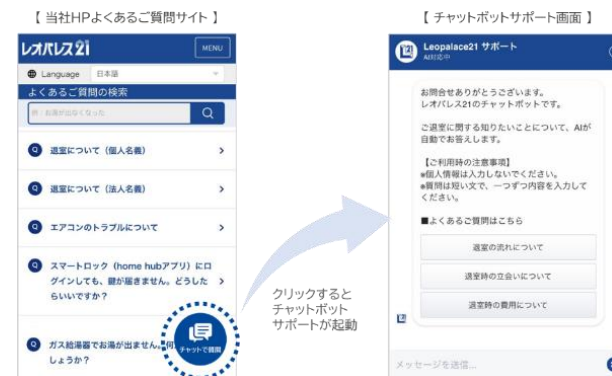 【 当社HPよくあるご質問サイト 】
レオパレス21
MENU
Language 日本語
よくあるご質問の検索
例:お湯が出なくなった
Q 退室について（個人名義）
Q 退室について（法人名義）
Q エアコンのトラブルについて
Q スマートロック（home hubアプリ）にロ
グインしても、鍵が届きません。どうした
らいいですか？
Q ガス給湯器でお湯が出ません。何
しょうか？
チャットで質問
クリックすると
チャットボット
サポートが起動
【 チャットボットサポート画面 】
Leopalace21 サポート
AI対応中
お問合せありがとうございます。
レオパレス21のチャットボットです。
ご退室に関する知りたいことについて、AIが
自動でお答えします。
【ご利用時の注意事項】
※個人情報は入力しないでください。
※質問は短い文で、一つずつ内容を入力して
ください。
■よくあるご質問はこちら
退室の流れについて
退室時の立会いについて
退室時の費用について
メッセージを送信...